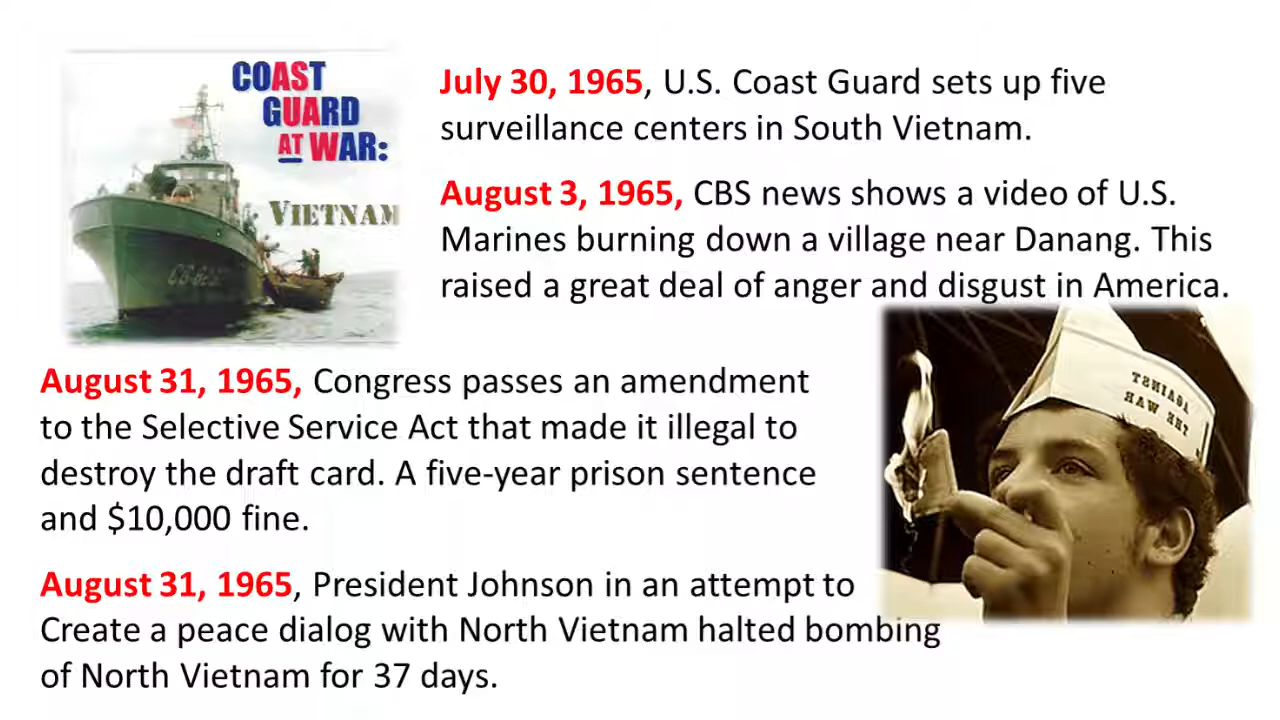 COAST
GUARD
AT WAR:
VIETNAM
July 30, 1965, U.S. Coast Guard sets up five
surveillance centers in South Vietnam.
August 3, 1965, CBS news shows a video of U.S.
Marines burning down a village near Danang. This
raised a great deal of anger and disgust in America.
AGAINST
THE WAR
August 31, 1965, Congress passes an amendment
to the Selective Service Act that made it illegal to
destroy the draft card. A five-year prison sentence
and $10,000 fine.
August 31, 1965, President Johnson in an attempt to
Create a peace dialog with North Vietnam halted bombing
of North Vietnam for 37 days.